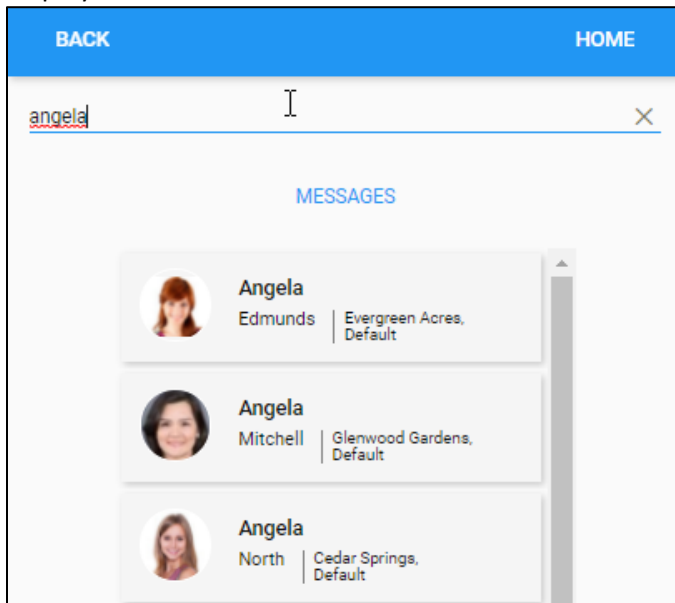 BACK HOME
angela
MESSAGES
Angela
Edmunds Evergreen Acres,
Default
Angela
Mitchell Glenwood Gardens,
Default
Angela
North Cedar Springs,
Default